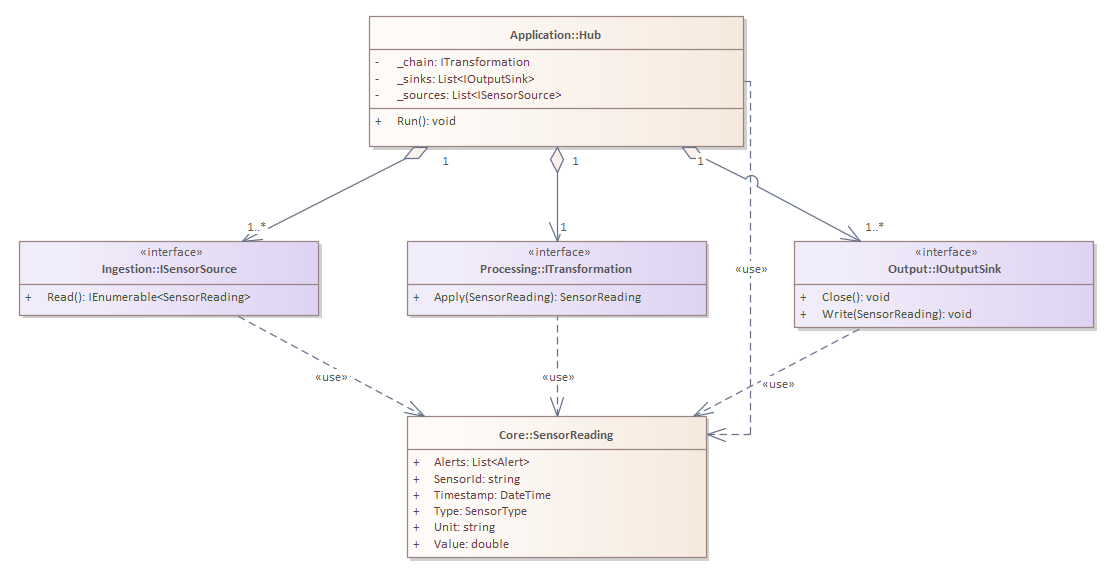 Application::Hub
- _chain: ITransformation
- _sinks: List<IOutputSink>
- _sources: List<ISensorSource>
+ Run(): void
1
1
1
1..*
1
1..*
«interface»
Ingestion::ISensorSource
+ Read(): IEnumerable<SensorReading>
«interface»
Processing::ITransformation
+ Apply(SensorReading): SensorReading
«interface»
Output::IOutputSink
+ Close(): void
+ Write(SensorReading): void
«use»
«use»
«use»
«use»
Core::SensorReading
+ Alerts: List<Alert>
+ SensorId: string
+ Timestamp: DateTime
+ Type: SensorType
+ Unit: string
+ Value: double